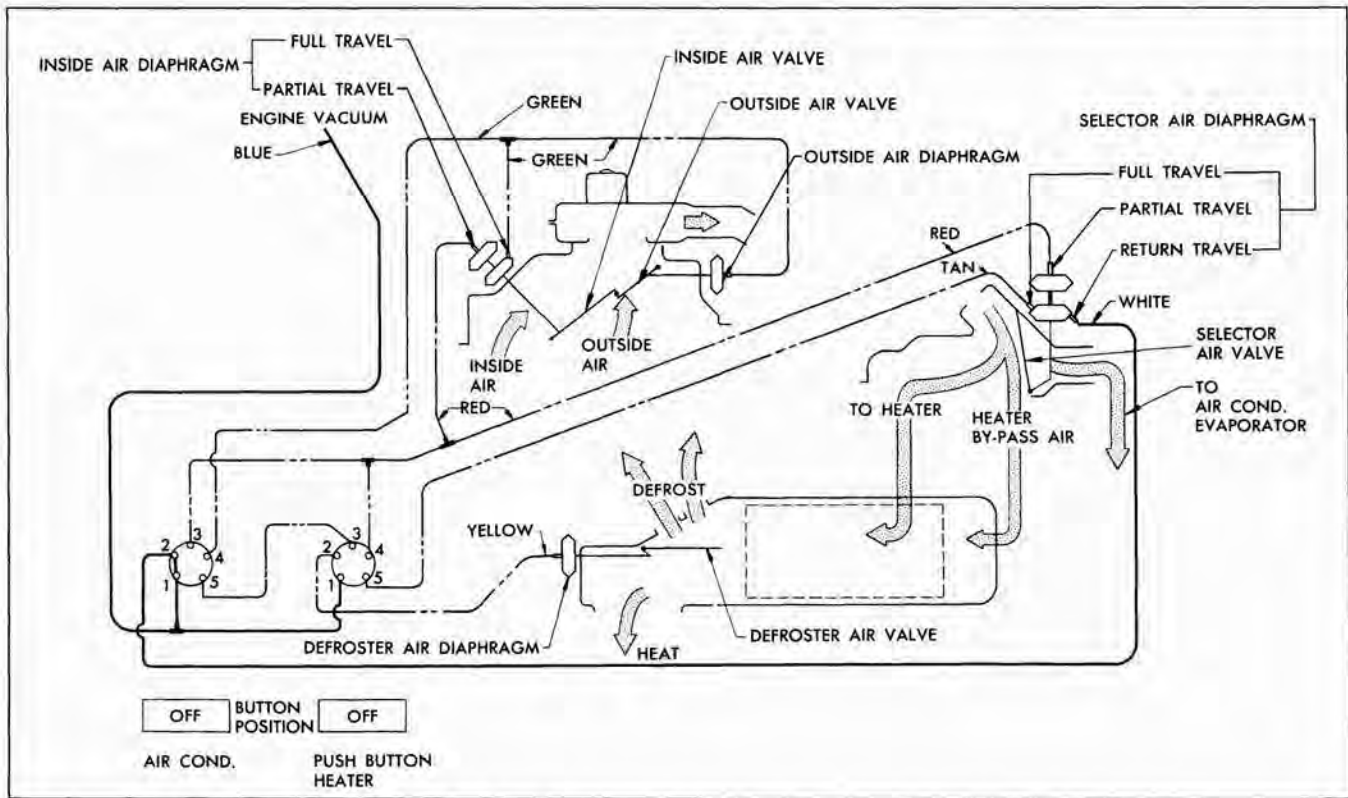 FULL TRAVEL
INSIDE AIR DIAPHRAGM
PARTIAL TRAVEL
ENGINE VACUUM
BLUE
GREEN
GREEN
INSIDE AIR VALVE
OUTSIDE AIR VALVE
OUTSIDE AIR DIAPHRAGM
SELECTOR AIR DIAPHRAGM
FULL TRAVEL
PARTIAL TRAVEL
RETURN TRAVEL
RED
TAN
WHITE
SELECTOR
AIR VALVE
INSIDE
AIR
OUTSIDE
AIR
RED
TO HEATER
HEATER
BY-PASS AIR
TO
AIR COND.
EVAPORATOR
DEFROST
YELLOW
1 2 3 4 5
1 2 3 4 5
DEFROSTER AIR DIAPHRAGM
HEAT
DEFROSTER AIR VALVE
OFF
BUTTON
POSITION
OFF
AIR COND.
PUSH BUTTON
HEATER